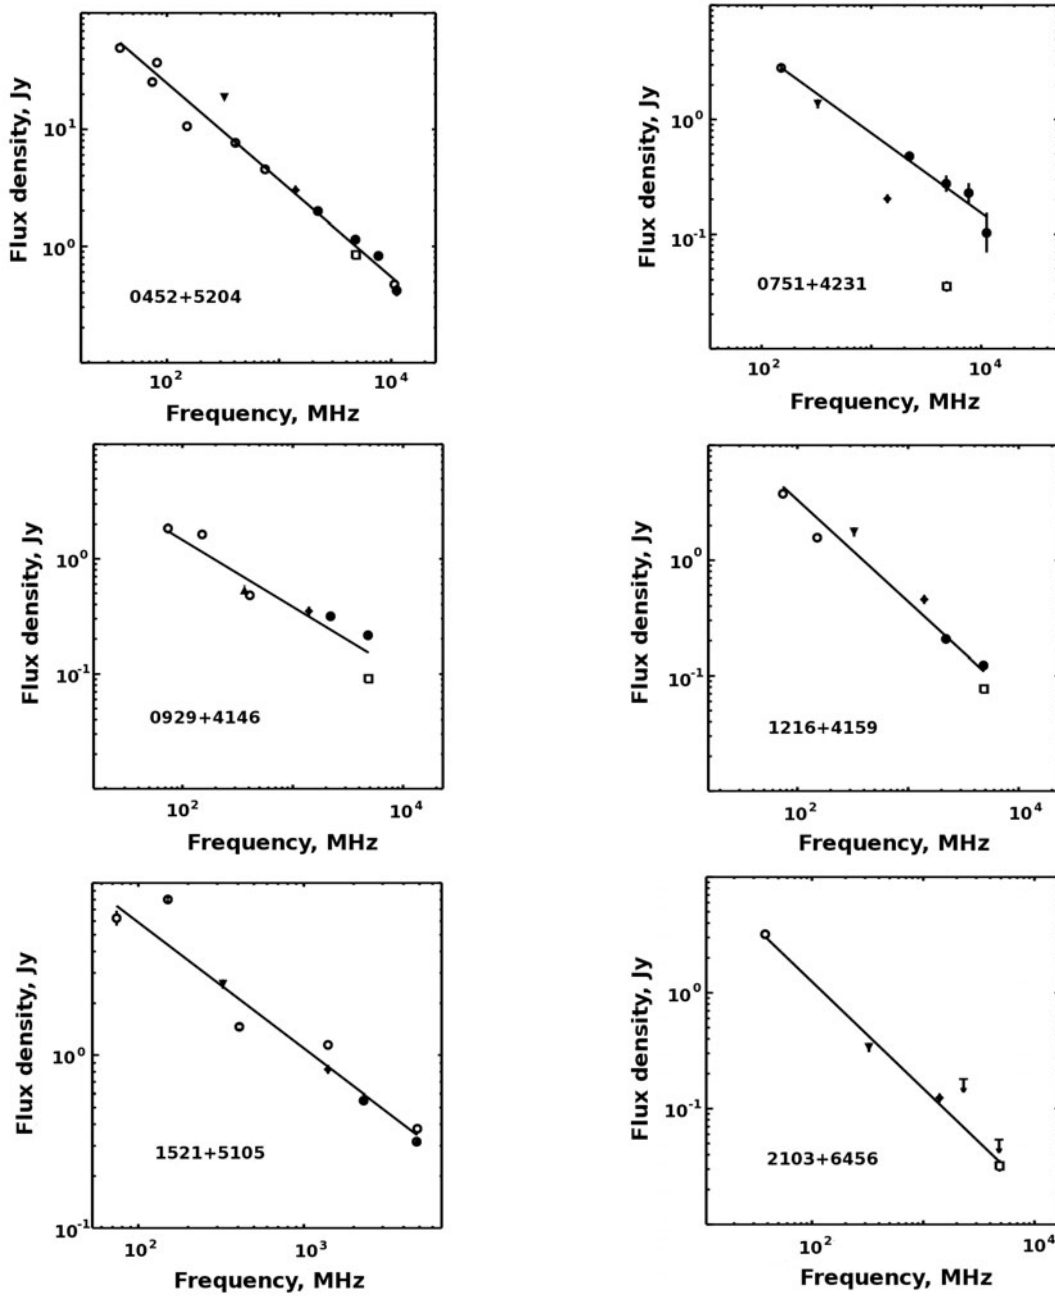 Flux density, Jy
10¹
10⁰
0452+5204
10²
10⁴
Frequency, MHz
Flux density, Jy
10⁰
10⁻¹
0751+4231
10²
10⁴
Frequency, MHz
Flux density, Jy
10⁰
10⁻¹
0929+4146
10²
10⁴
Frequency, MHz
Flux density, Jy
10⁰
10⁻¹
1216+4159
10²
10⁴
Frequency, MHz
Flux density, Jy
10⁰
10⁻¹
1521+5105
10²
10³
Frequency, MHz
Flux density, Jy
10⁰
10⁻¹
2103+6456
10²
10⁴
Frequency, MHz